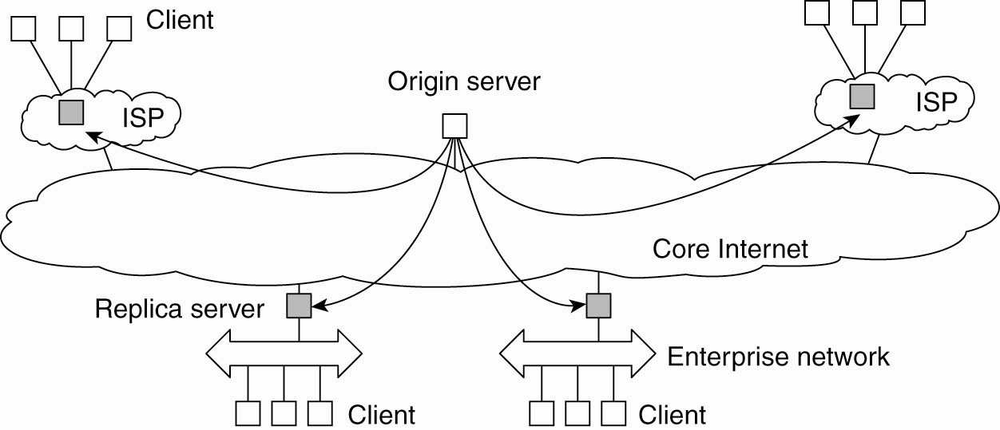 Client
Origin server
ISP
ISP
Core Internet
Replica server
Enterprise network
Client
Client